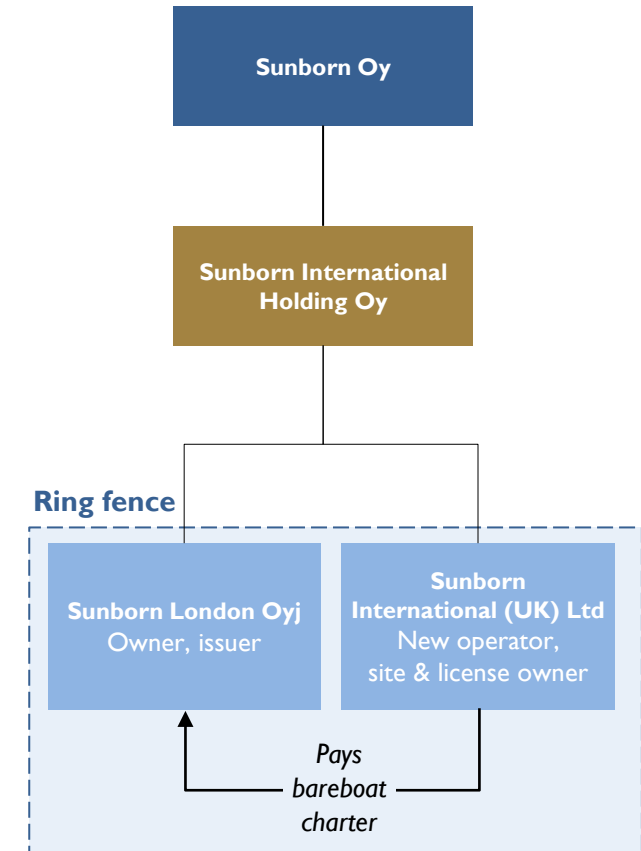 Sunborn Oy
Sunborn International
Holding Oy
Ring fence
Sunborn London Oyj
Owner, issuer
Sunborn
International (UK) Ltd
New operator,
site & license owner
Pays
bareboat
charter